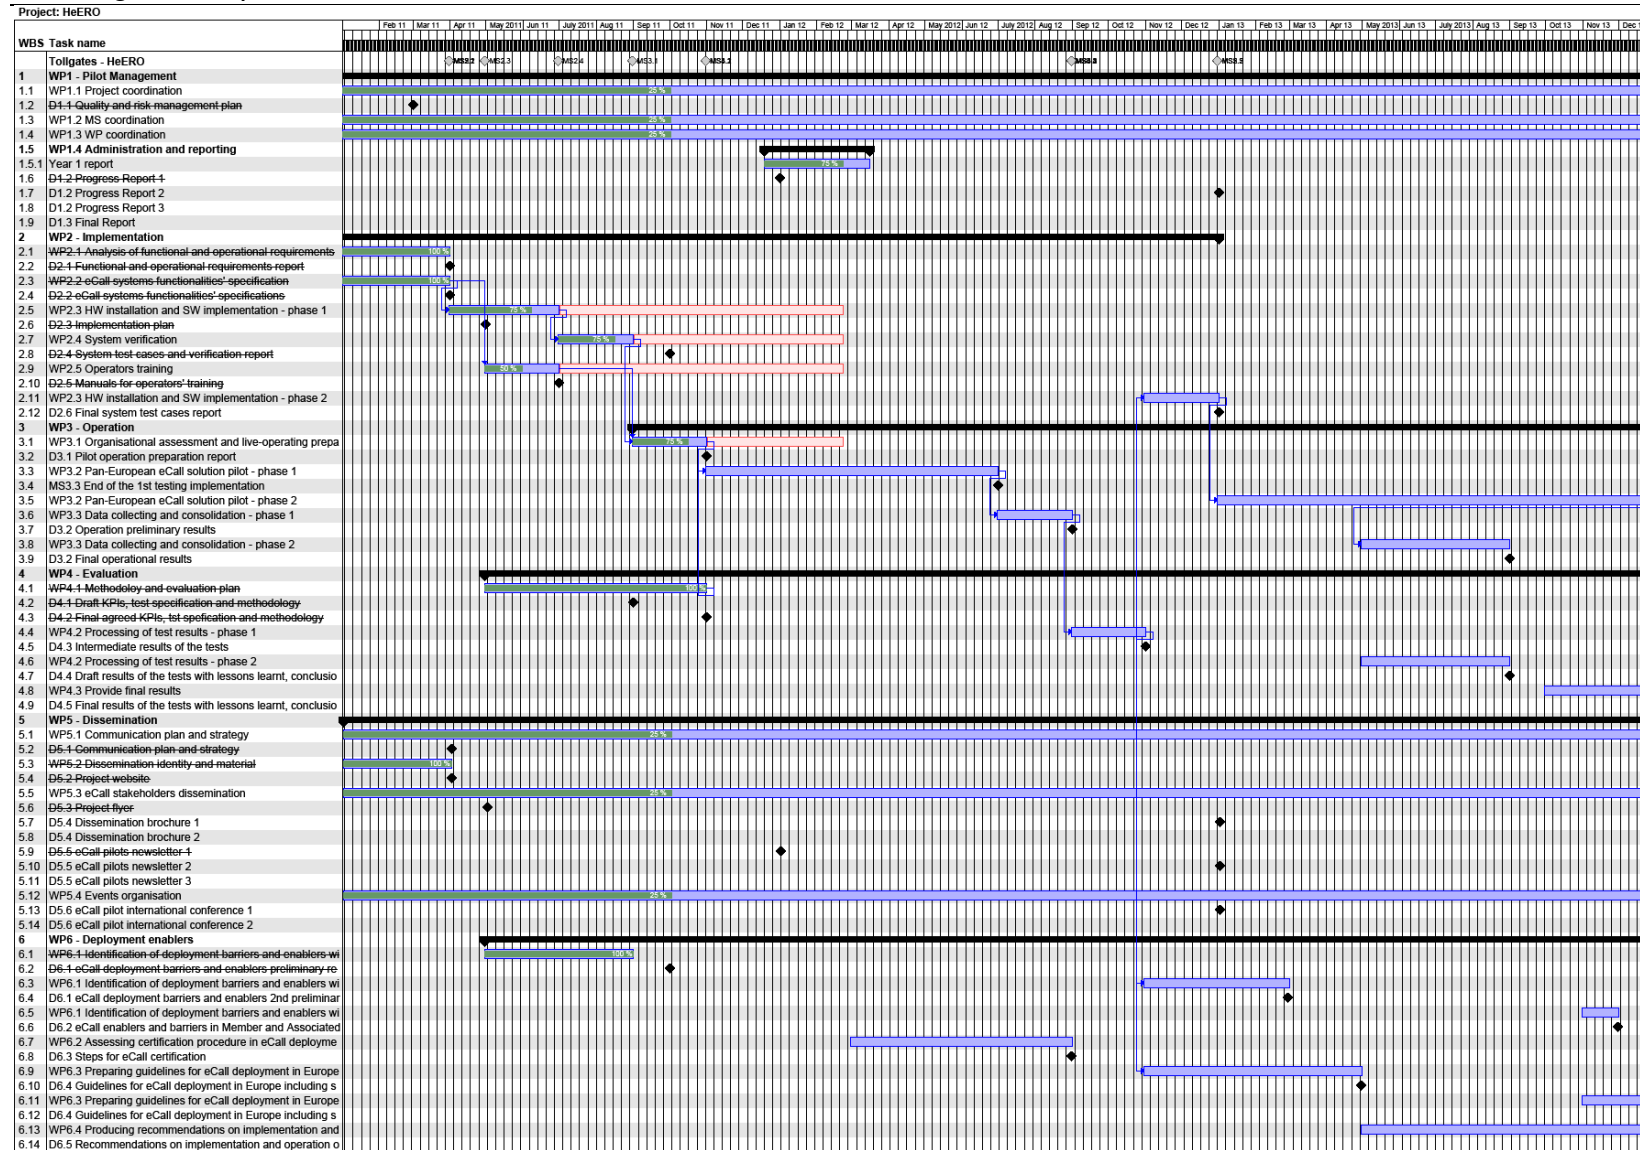 Project: HeERO
Feb 11 Mar 11 Apr 11 May 2011 Jun 11 July 2011 Aug 11 Sep 11 Oct 11 Nov 11 Dec 11 Jan 12 Feb 12 Mar 12 Apr 12 May 2012 Jun 12 July 2012 Aug 12 Sep 12 Oct 12 Nov 12 Dec 12 Jan 13 Feb 13 Mar 13 Apr 13 May 2013 Jun 13 July 2013 Aug 13 Sep 13 Oct 13 Nov 13 Dec 1
WBS Task name
Tollgates - HeERO MS2.3 MS2.4 MS3.1
1 WP1 - Pilot Management
1.1 WP1.1 Project coordination 25 %
1.2 D1.1 Quality and risk management plan
1.3 WP1.2 MS coordination 25 %
1.4 WP1.3 WP coordination 25 %
1.5 WP1.4 Administration and reporting
1.5.1 Year 1 report 75 %
1.6 D1.2 Progress Report 1
1.7 D1.2 Progress Report 2
1.8 D1.2 Progress Report 3
1.9 D1.3 Final Report
2 WP2 - Implementation
2.1 WP2.1 Analysis of functional and operational requirements 100 %
2.2 D2.1 Functional and operational requirements report
2.3 WP2.2 eCall systems functionalities' specification 100 %
2.4 D2.2 eCall systems functionalities' specifications
2.5 WP2.3 HW installation and SW implementation - phase 1 75 %
2.6 D2.3 Implementation plan
2.7 WP2.4 System verification 75 %
2.8 D2.4 System test cases and verification report
2.9 WP2.5 Operators training 50 %
2.10 D2.5 Manuals for operators' training
2.11 WP2.3 HW installation and SW implementation - phase 2
2.12 D2.6 Final system test cases report
3 WP3 - Operation
3.1 WP3.1 Organisational assessment and live-operating prepa 75 %
3.2 D3.1 Pilot operation preparation report
3.3 WP3.2 Pan-European eCall solution pilot - phase 1
3.4 MS3.3 End of the 1st testing implementation
3.5 WP3.2 Pan-European eCall solution pilot - phase 2
3.6 WP3.3 Data collecting and consolidation - phase 1
3.7 D3.2 Operation preliminary results
3.8 WP3.3 Data collecting and consolidation - phase 2
3.9 D3.2 Final operational results
4 WP4 - Evaluation
4.1 WP4.1 Methodoloy and evaluation plan 100 %
4.2 D4.1 Draft KPIs, test specification and methodology
4.3 D4.2 Final agreed KPIs, tst spefication and methodology
4.4 WP4.2 Processing of test results - phase 1
4.5 D4.3 Intermediate results of the tests
4.6 WP4.2 Processing of test results - phase 2
4.7 D4.4 Draft results of the tests with lessons learnt, conclusio
4.8 WP4.3 Provide final results
4.9 D4.5 Final results of the tests with lessons learnt, conclusio
5 WP5 - Dissemination
5.1 WP5.1 Communication plan and strategy 25 %
5.2 D5.1 Communication plan and strategy
5.3 WP5.2 Dissemination identity and material 100 %
5.4 D5.2 Project website
5.5 WP5.3 eCall stakeholders dissemination 25 %
5.6 D5.3 Project flyer
5.7 D5.4 Dissemination brochure 1
5.8 D5.4 Dissemination brochure 2
5.9 D5.5 eCall pilots newsletter 1
5.10 D5.5 eCall pilots newsletter 2
5.11 D5.5 eCall pilots newsletter 3
5.12 WP5.4 Events organisation 25 %
5.13 D5.6 eCall pilot international conference 1
5.14 D5.6 eCall pilot international conference 2
6 WP6 - Deployment enablers
6.1 WP6.1 Identification of deployment barriers and enablers wi 100 %
6.2 D6.1 eCall deployment barriers and enablers preliminary re
6.3 WP6.1 Identification of deployment barriers and enablers wi
6.4 D6.1 eCall deployment barriers and enablers 2nd preliminar
6.5 WP6.1 Identification of deployment barriers and enablers wi
6.6 D6.2 eCall enablers and barriers in Member and Associated
6.7 WP6.2 Assessing certification procedure in eCall deployme
6.8 D6.3 Steps for eCall certification
6.9 WP6.3 Preparing guidelines for eCall deployment in Europe
6.10 D6.4 Guidelines for eCall deployment in Europe including s
6.11 WP6.3 Preparing guidelines for eCall deployment in Europe
6.12 D6.4 Guidelines for eCall deployment in Europe including s
6.13 WP6.4 Producing recommendations on implementation and
6.14 D6.5 Recommendations on implementation and operation o